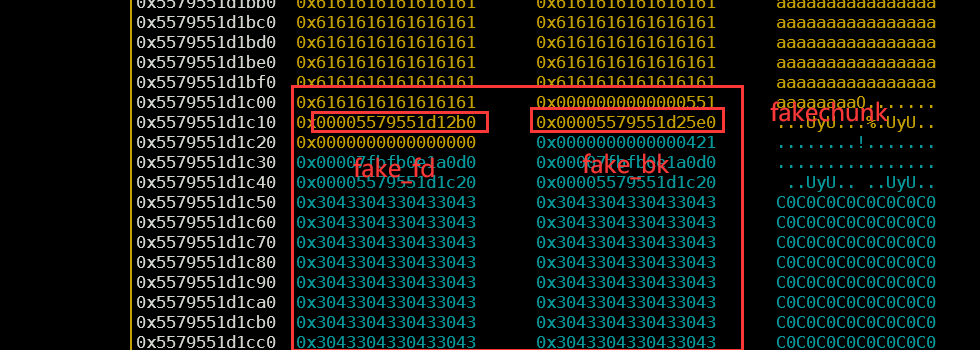 0x5579551d1bb0 0x6161616161616161 0x6161616161616161 aaaaaaaaaaaaaaaa
0x5579551d1bc0 0x6161616161616161 0x6161616161616161 aaaaaaaaaaaaaaaa
0x5579551d1bd0 0x6161616161616161 0x6161616161616161 aaaaaaaaaaaaaaaa
0x5579551d1be0 0x6161616161616161 0x6161616161616161 aaaaaaaaaaaaaaaa
0x5579551d1bf0 0x6161616161616161 0x6161616161616161 aaaaaaaaaaaaaaaa
0x5579551d1c00 0x6161616161616161 0x0000000000000551 aaaaaaaaQ.......
fakechunk
0x5579551d1c10 0x00005579551d12b0 0x00005579551d25e0 ...UyU...%.UyU..
0x5579551d1c20 0x0000000000000000 0x0000000000000421 ........!.......
0x5579551d1c30 ................
fake_fd fake_bk
0x5579551d1c40 0x00005579551d1c20 0x00005579551d1c20 ..UyU.. ..UyU..
0x5579551d1c50 0x3043304330433043 0x3043304330433043 C0C0C0C0C0C0C0C0
0x5579551d1c60 0x3043304330433043 0x3043304330433043 C0C0C0C0C0C0C0C0
0x5579551d1c70 0x3043304330433043 0x3043304330433043 C0C0C0C0C0C0C0C0
0x5579551d1c80 0x3043304330433043 0x3043304330433043 C0C0C0C0C0C0C0C0
0x5579551d1c90 0x3043304330433043 0x3043304330433043 C0C0C0C0C0C0C0C0
0x5579551d1ca0 0x3043304330433043 0x3043304330433043 C0C0C0C0C0C0C0C0
0x5579551d1cb0 0x3043304330433043 0x3043304330433043 C0C0C0C0C0C0C0C0
0x5579551d1cc0 0x3043304330433043 0x3043304330433043 C0C0C0C0C0C0C0C0